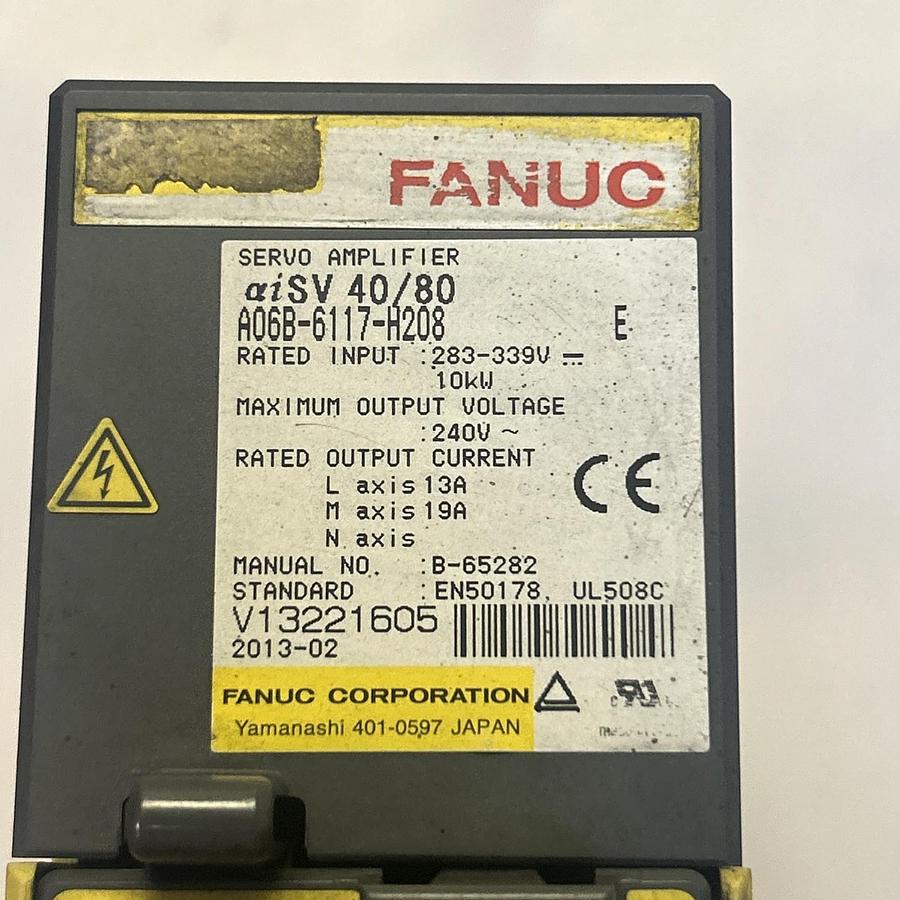 FANUC
SERVO AMPLIFIER
αiSV 40/80
A06B-6117-H208 E
RATED INPUT :283-339V ⎓
10kW
MAXIMUM OUTPUT VOLTAGE
:240V ~
RATED OUTPUT CURRENT
L axis 13A
M axis 19A
N axis
CE
MANUAL NO. :B-65282
STANDARD :EN50178, UL508C
V13221605
2013-02
FANUC CORPORATION
Yamanashi 401-0597 JAPAN